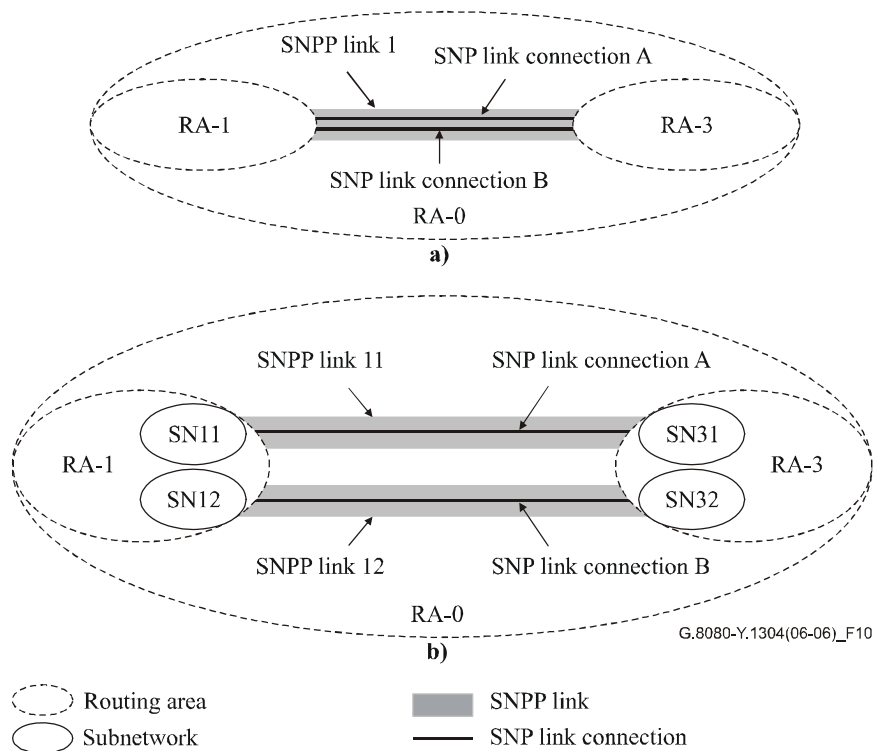 SNPP link 1
SNP link connection A
RA-1
RA-3
SNP link connection B
RA-0
a)
SNPP link 11
SNP link connection A
SN11
SN31
RA-1
RA-3
SN12
SN32
SNPP link 12
SNP link connection B
RA-0
G.8080-Y.1304(06-06)_F10
b)
Routing area
SNPP link
Subnetwork
SNP link connection